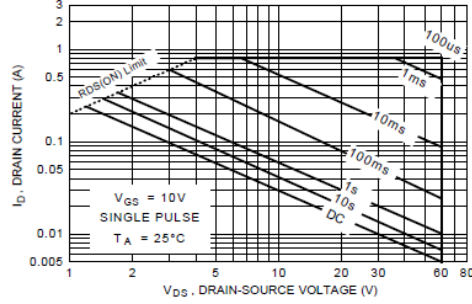 3
1
0.5
0.1
0.05
0.01
0.005
I D, DRAIN CURRENT (A)
RDS(ON) Limit
100us
1ms
10ms
100ms
1s
10s
DC
VGS = 10V
SINGLE PULSE
TA = 25°C
1 2 5 10 20 30 60 80
VDS , DRAIN-SOURCE VOLTAGE (V)